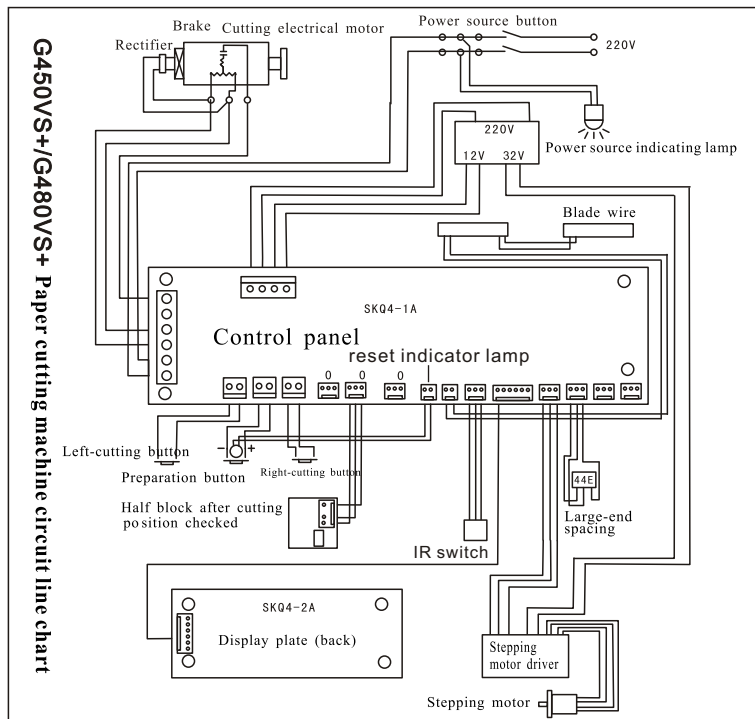 G450VS+/G480VS+ Paper cutting machine circuit line chart
Brake
Cutting electrical motor
Rectifier
Power source button
220V
Power source indicating lamp
220V
12V
32V
Blade wire
SKQ4-1A
Control panel
reset indicator lamp
0
0
0
Left-cutting button
- +
Preparation button
Right-cutting button
Half block after cutting
position checked
IR switch
44E
Large-end
spacing
SKQ4-2A
Display plate (back)
Stepping
motor driver
Stepping motor